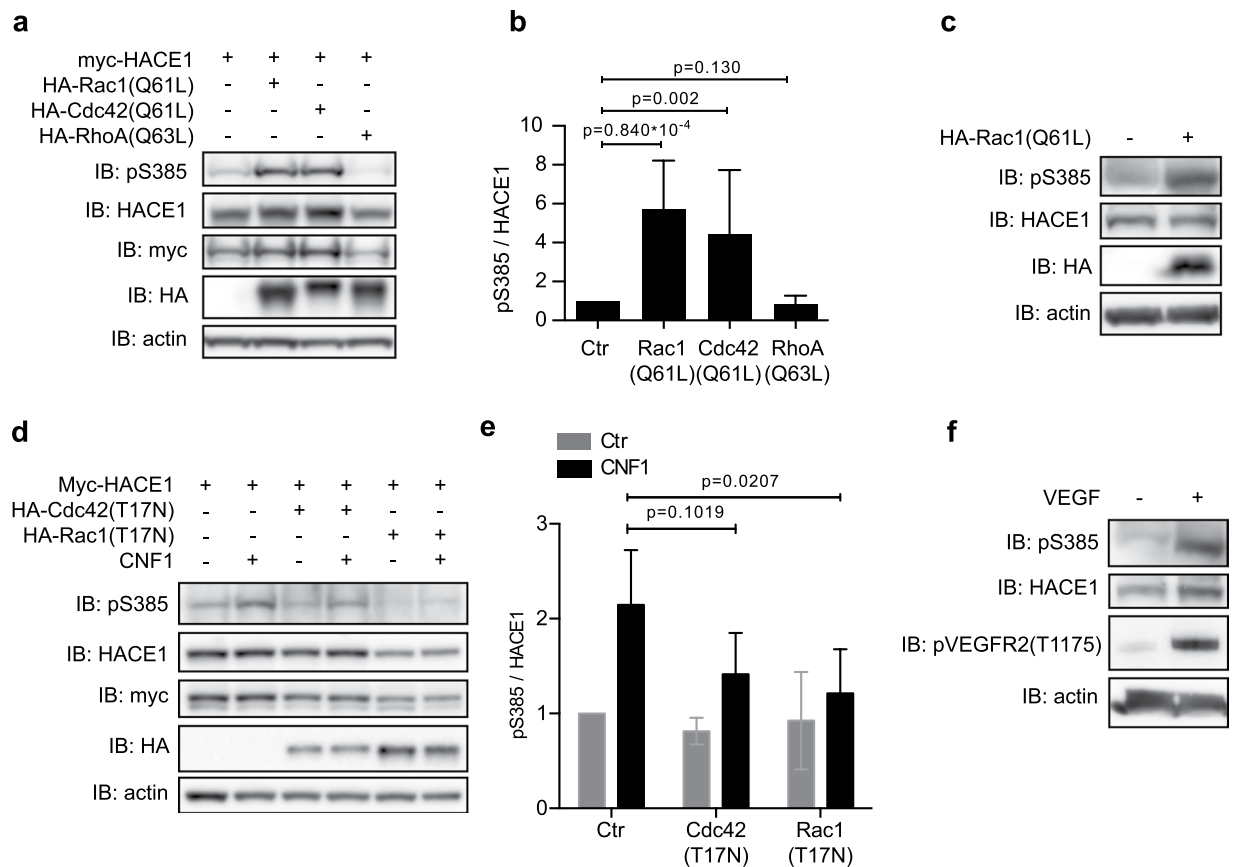 a
myc-HACE1 + + + +
HA-Rac1(Q61L) - + - -
HA-Cdc42(Q61L) - - + -
HA-RhoA(Q63L) - - - +
IB: pS385
IB: HACE1
IB: myc
IB: HA
IB: actin
b
p=0.130
p=0.002
p=0.840*10-4
pS385 / HACE1
10
8
6
4
2
0
Ctr Rac1 Cdc42 RhoA
(Q61L) (Q61L) (Q63L)
c
HA-Rac1(Q61L) - +
IB: pS385
IB: HACE1
IB: HA
IB: actin
d
Myc-HACE1 + + + + + +
HA-Cdc42(T17N) - - + + - -
HA-Rac1(T17N) - - - - + +
CNF1 - + - + - +
IB: pS385
IB: HACE1
IB: myc
IB: HA
IB: actin
e
Ctr
CNF1
p=0.0207
p=0.1019
pS385 / HACE1
3
2
1
0
Ctr Cdc42 Rac1
(T17N) (T17N)
f
VEGF - +
IB: pS385
IB: HACE1
IB: pVEGFR2(T1175)
IB: actin